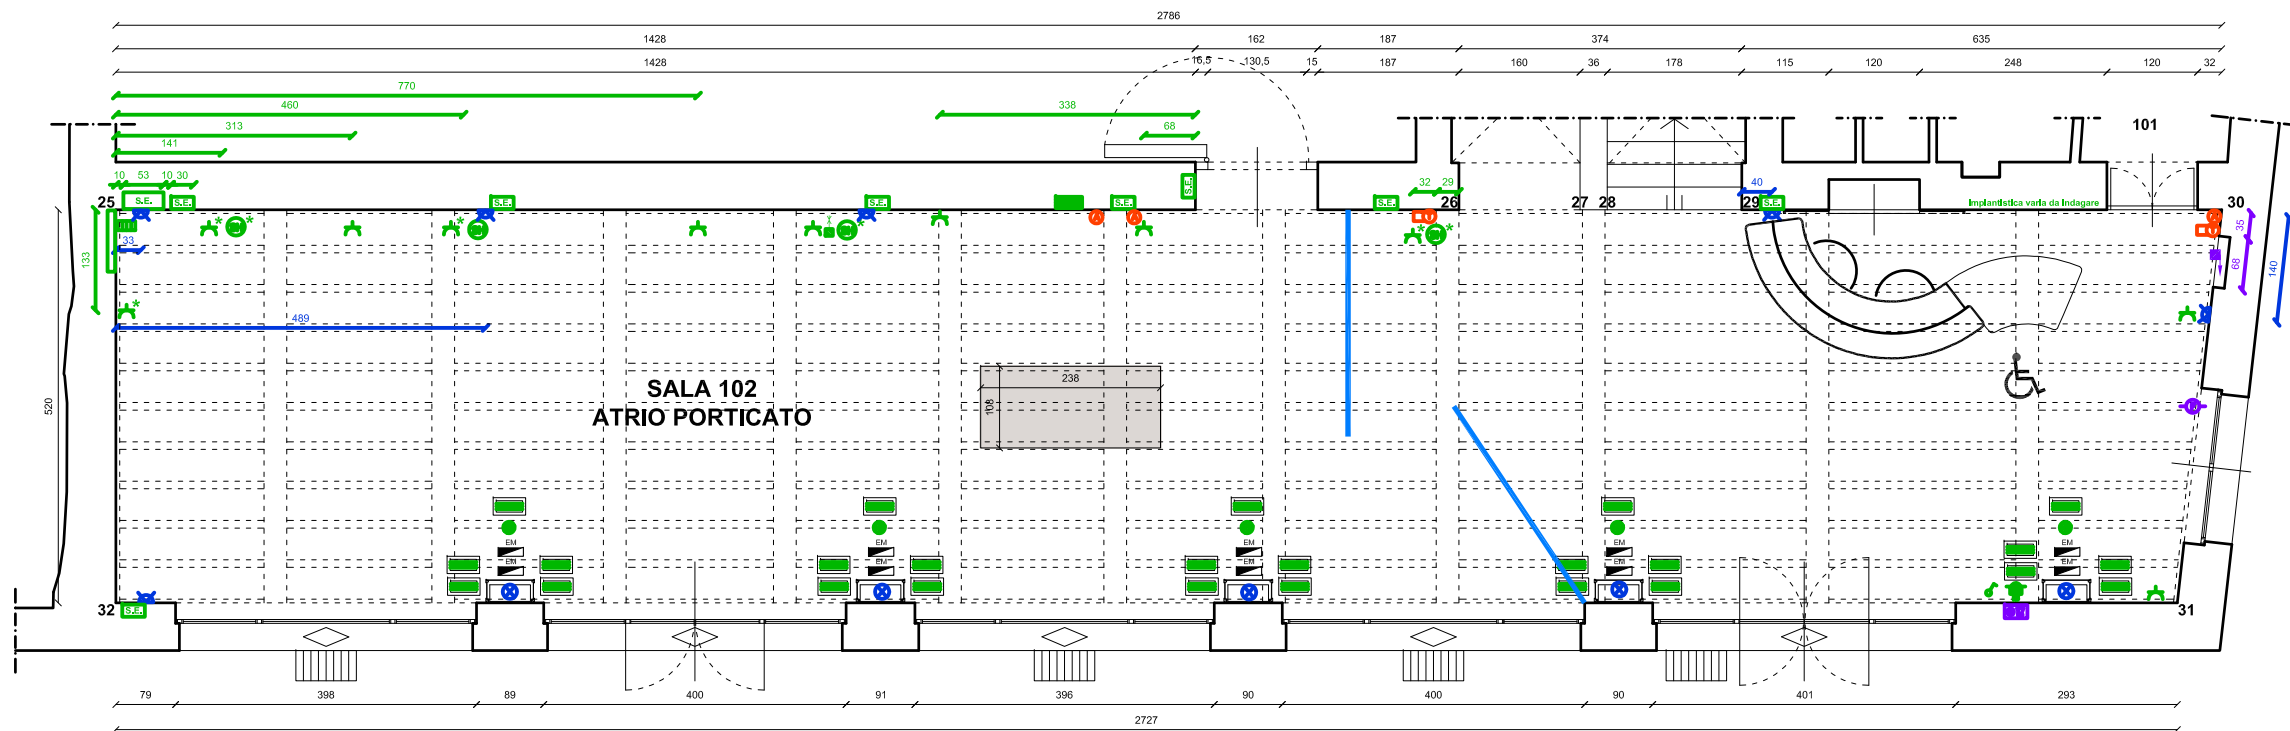 2786
1428 162 187 374 635
1428 16,5 130,5 15 187 160 36 178 115 120 248 120 32
770
460 338
313 68
141
101
10 53 10 30 32 29 40
S.E. S.E. S.E. S.E. S.E. S.E. S.E. S.E.
25 26 27 28 29 Impiantistica varia da indagare 30
35
33
133
68
140
489
238
108
520
SALA 102
ATRIO PORTICATO
EM EM EM EM EM
EM EM EM EM EM
S.E.
32 31
79 398 89 400 91 396 90 400 90 401 293
2727